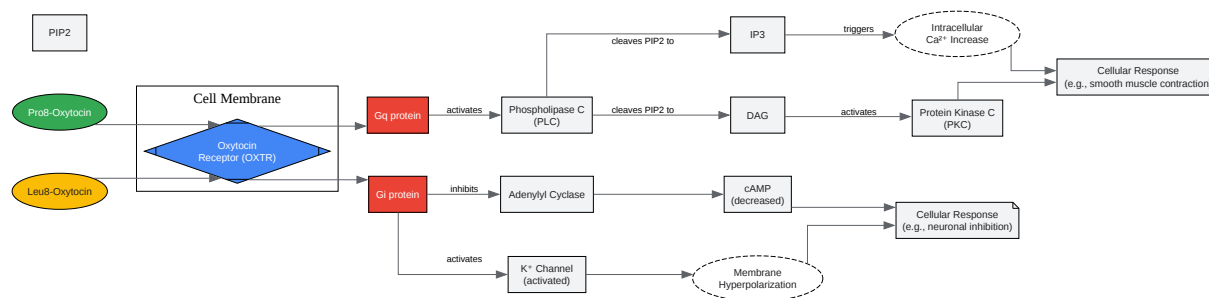 PIP2
Pro8-Oxytocin
Leu8-Oxytocin
Cell Membrane
Oxytocin
Receptor (OXTR)
Gq protein
Gi protein
activates
Phospholipase C
(PLC)
cleaves PIP2 to
IP3
triggers
Intracellular
Ca²⁺ Increase
cleaves PIP2 to
DAG
activates
Protein Kinase C
(PKC)
Cellular Response
(e.g., smooth muscle contraction)
inhibits
Adenylyl Cyclase
cAMP
(decreased)
Cellular Response
(e.g., neuronal inhibition)
activates
K⁺ Channel
(activated)
Membrane
Hyperpolarization